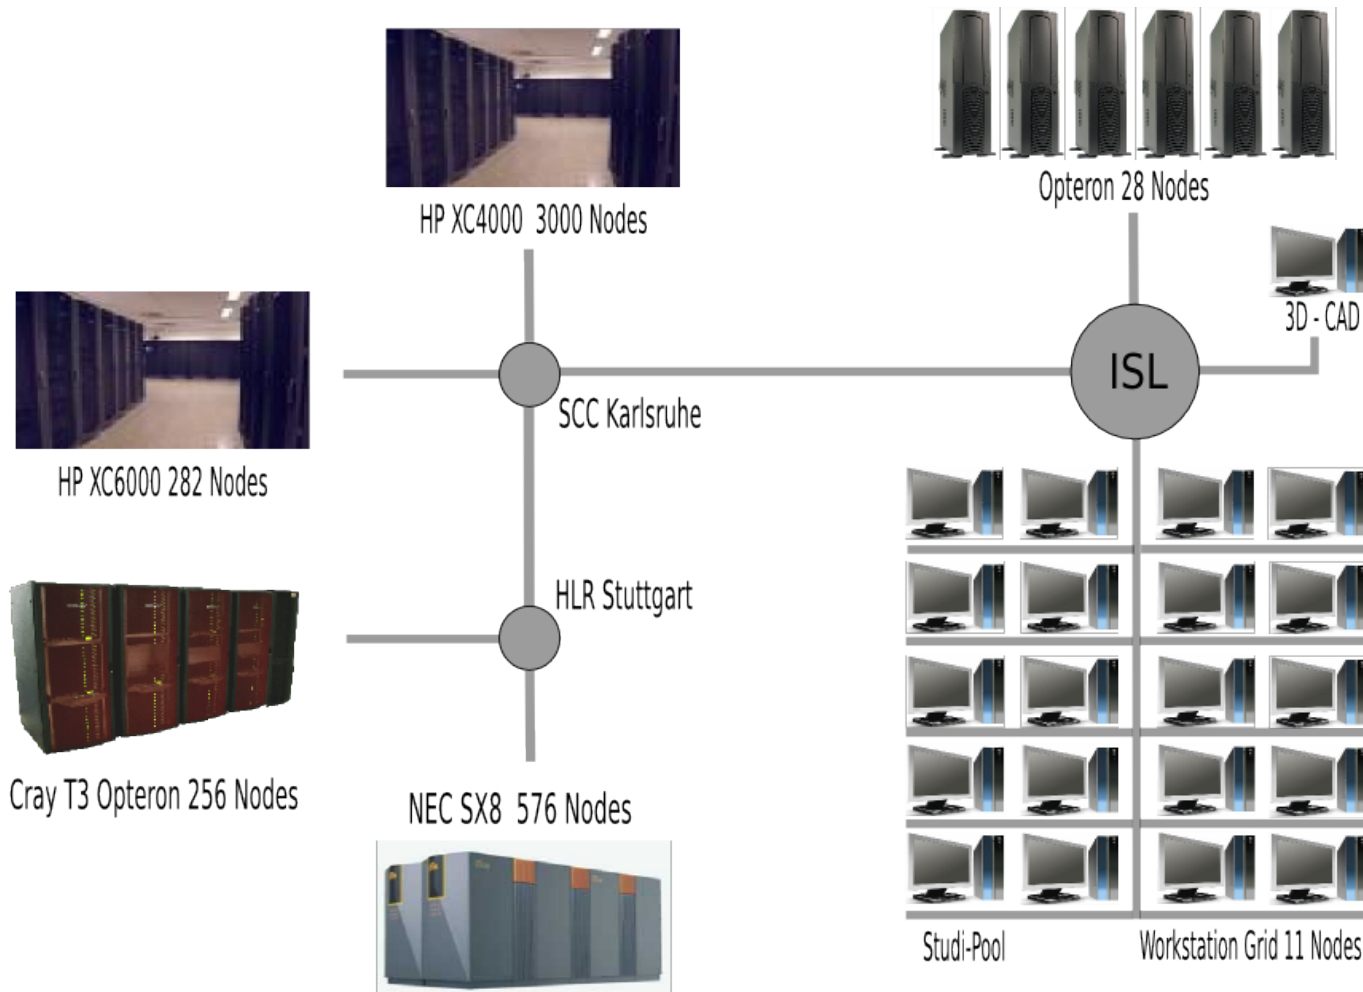 HP XC4000  3000 Nodes
Opteron 28 Nodes
3D - CAD
ISL
SCC Karlsruhe
HP XC6000 282 Nodes
HLR Stuttgart
Cray T3 Opteron 256 Nodes
NEC SX8  576 Nodes
Studi-Pool
Workstation Grid 11 Nodes